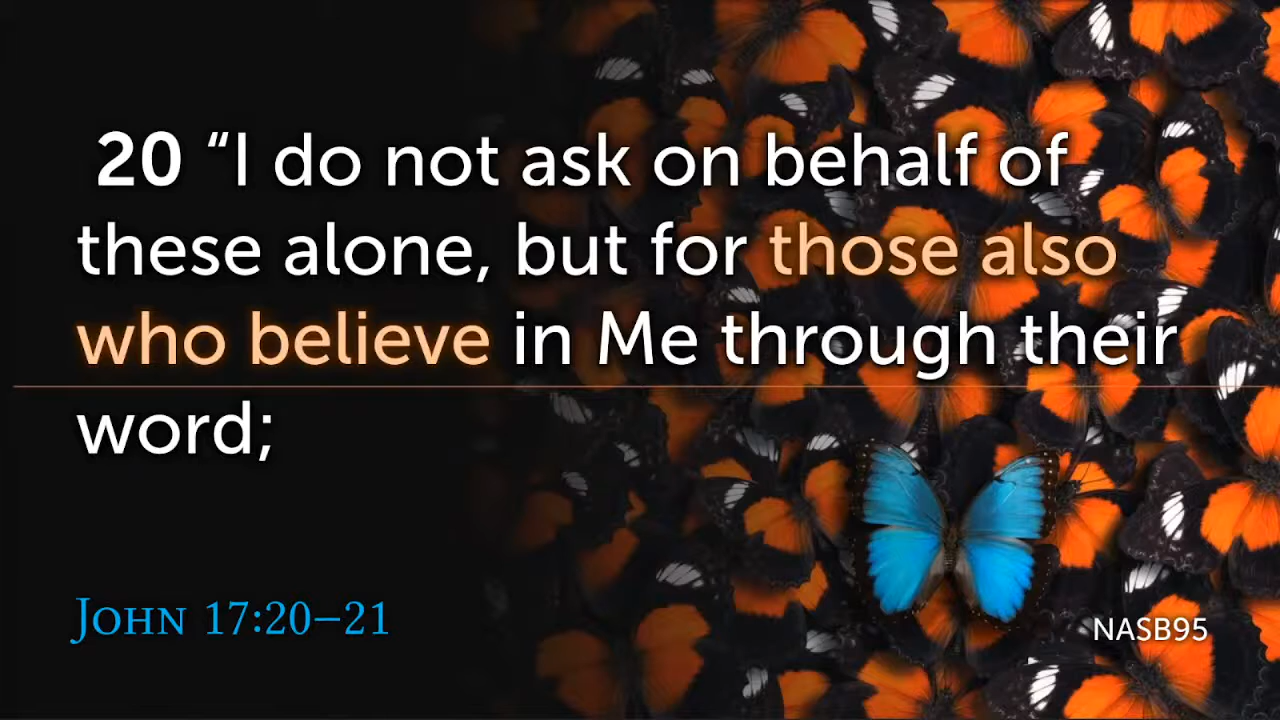 20 “I do not ask on behalf of
these alone, but for those also
who believe in Me through their
word;
John 17:20–21
NASB95